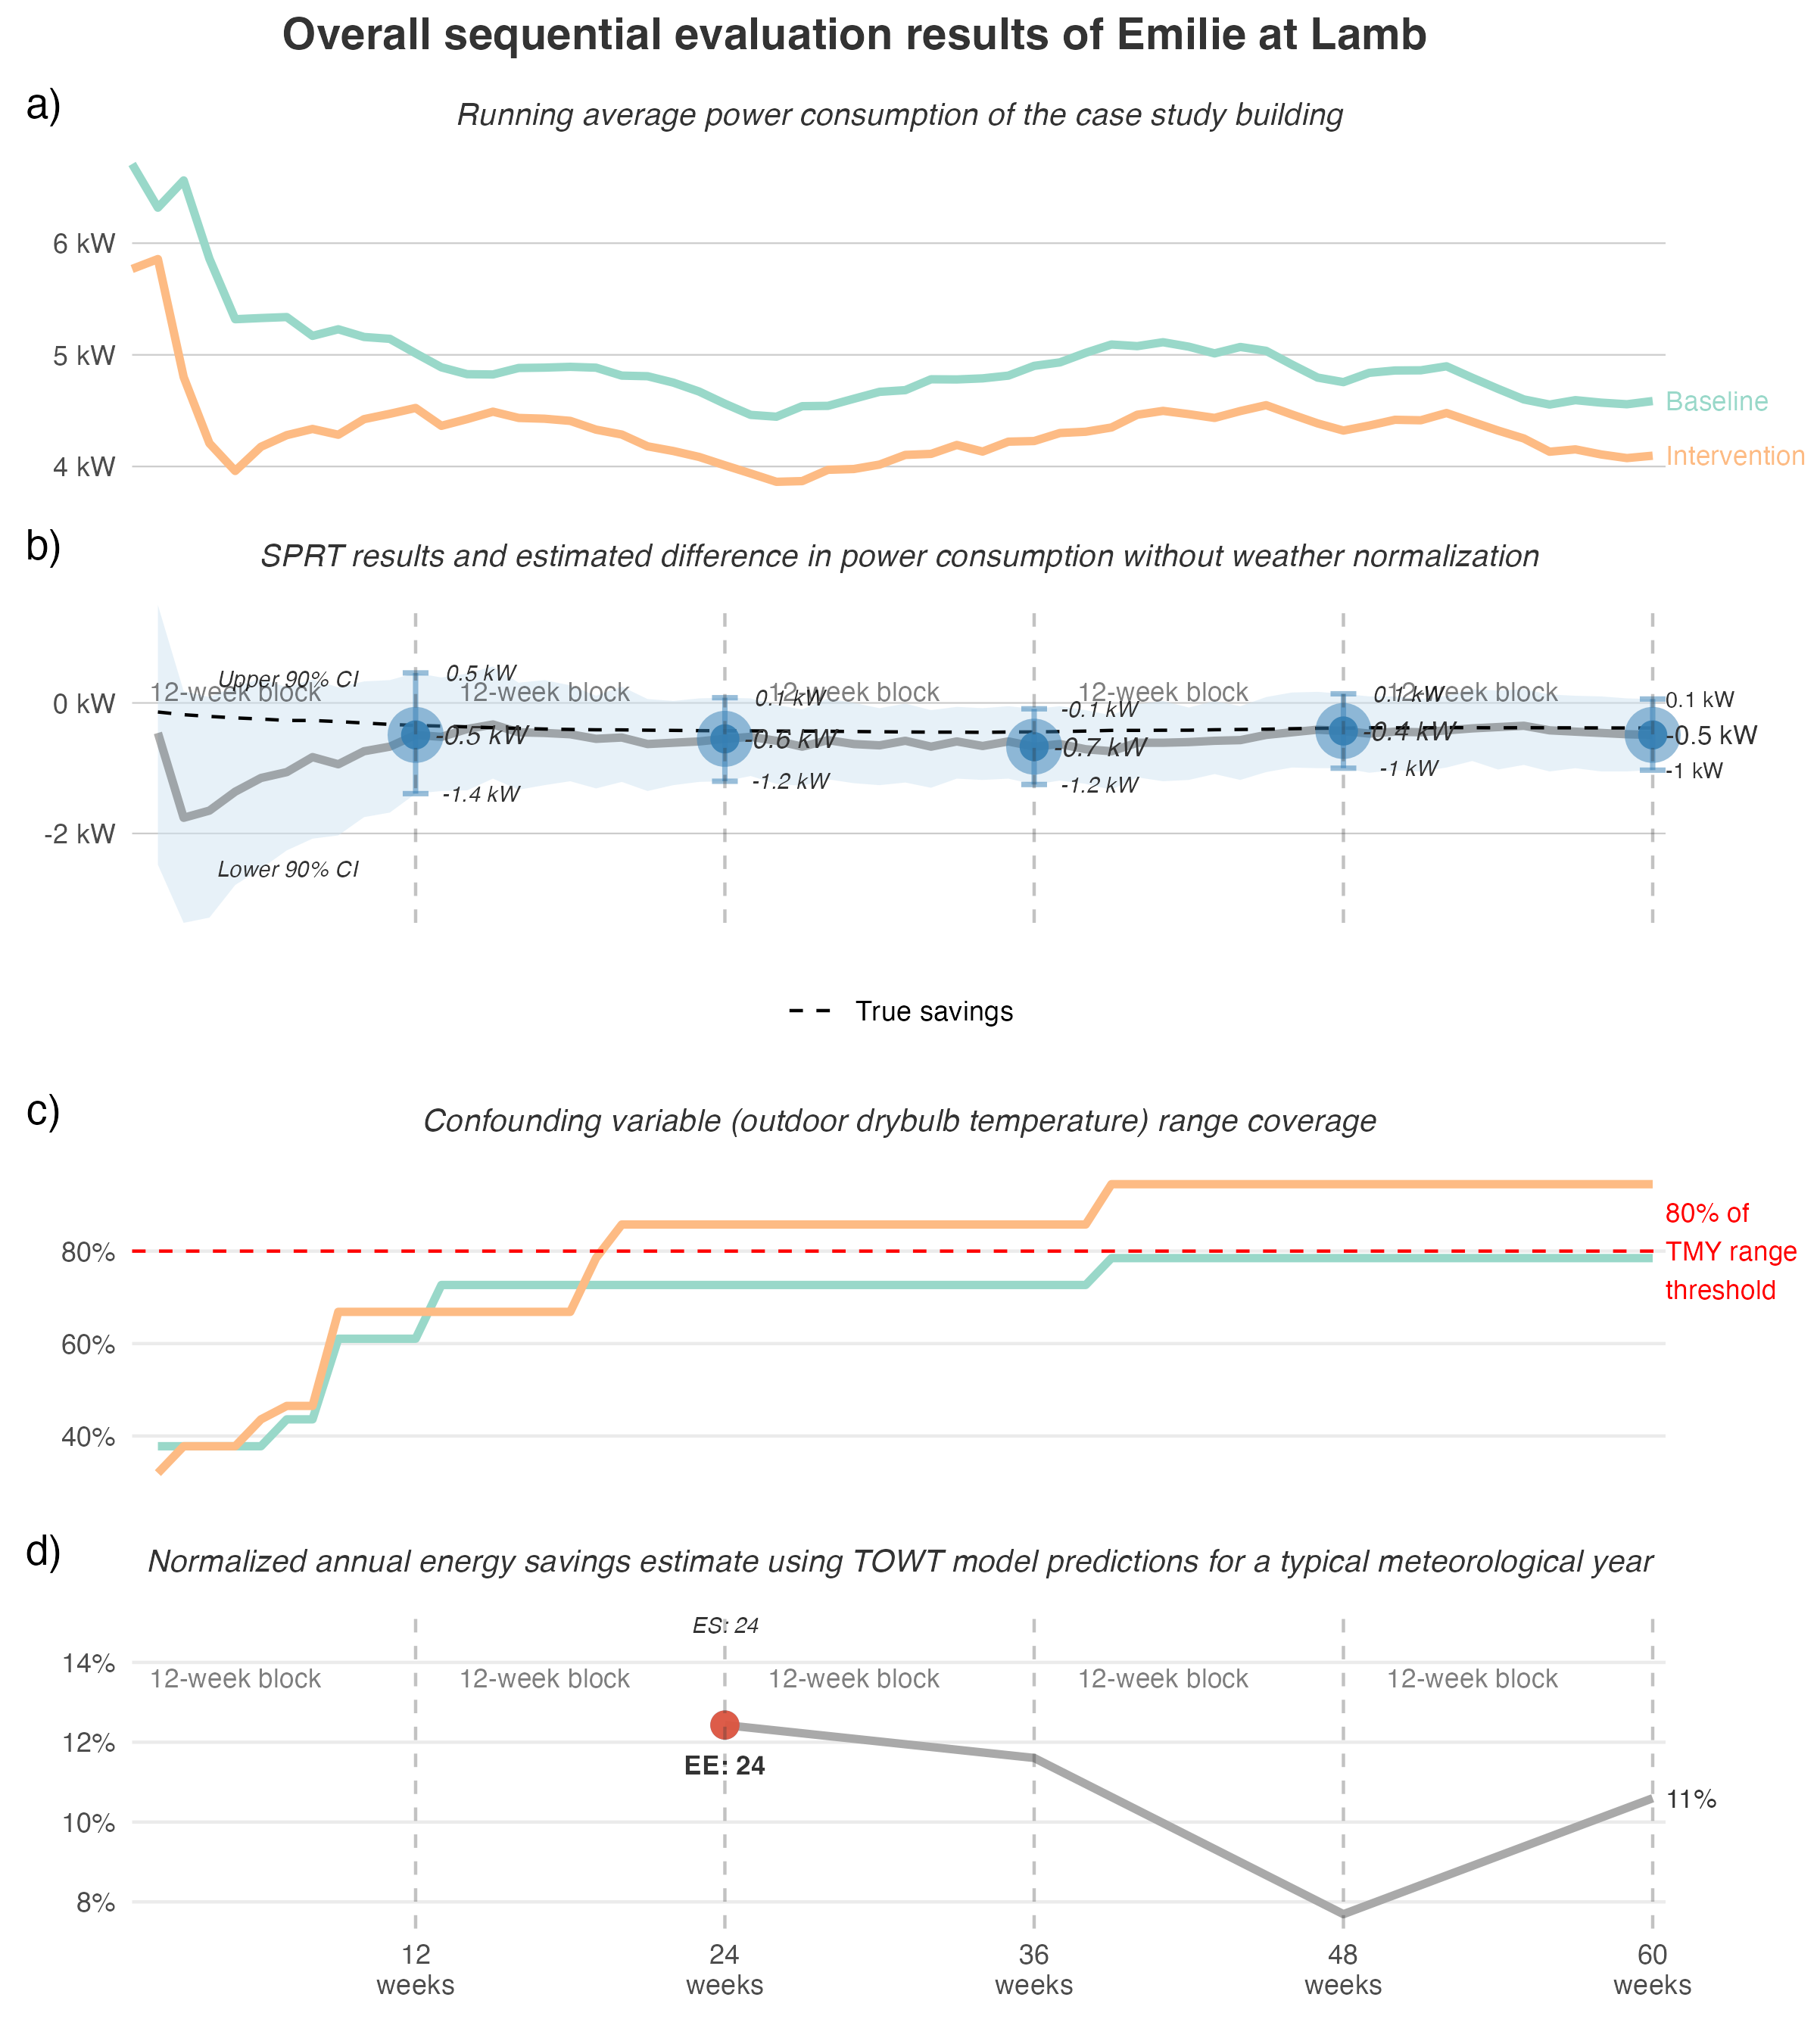 Overall sequential evaluation results of Emilie at Lamb
a)
Running average power consumption of the case study building
6 kW
5 kW
4 kW
Baseline
Intervention
b)
SPRT results and estimated difference in power consumption without weather normalization
Upper 90% CI
12-week block
12-week block
12-week block
12-week block
12-week block
0 kW
-2 kW
0.5 kW
-0.5 kW
-1.4 kW
0.1 kW
-0.6 kW
-1.2 kW
-0.1 kW
-0.7 kW
-1.2 kW
0.1 kW
-0.4 kW
-1 kW
0.1 kW
-0.5 kW
-1 kW
Lower 90% CI
True savings
c)
Confounding variable (outdoor drybulb temperature) range coverage
80%
60%
40%
80% of
TMY range
threshold
d)
Normalized annual energy savings estimate using TOWT model predictions for a typical meteorological year
ES: 24
14%
12-week block
12-week block
12-week block
12-week block
12-week block
12%
EE: 24
10%
11%
8%
12
weeks
24
weeks
36
weeks
48
weeks
60
weeks